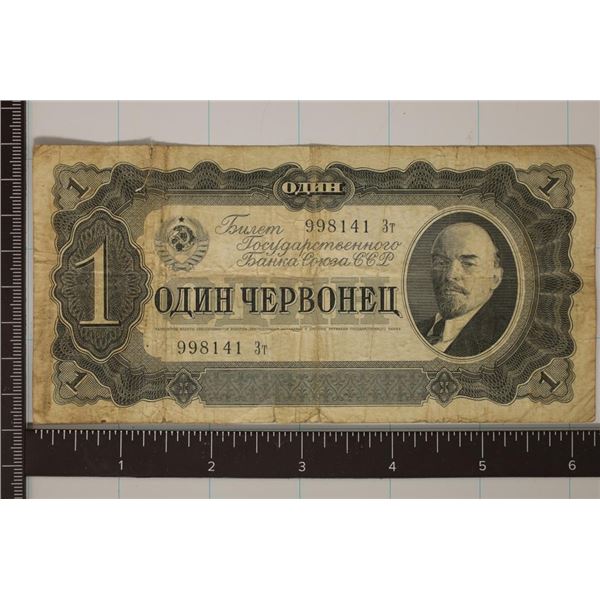 1 ОДИН 1
Билет 998141 Зт
Государственного
Банка Союза ССР
1 ОДИН ЧЕРВОНЕЦ
998141 Зт
1 1
1 2 3 4 5 6